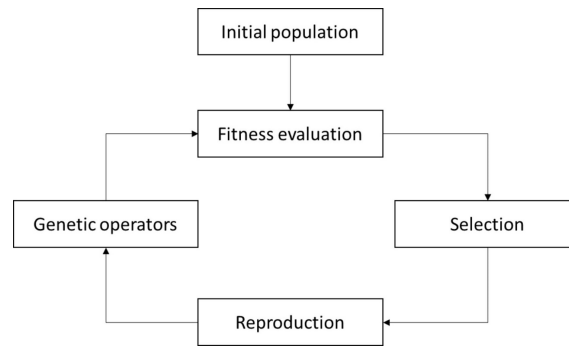 Initial population
Fitness evaluation
Genetic operators
Selection
Reproduction